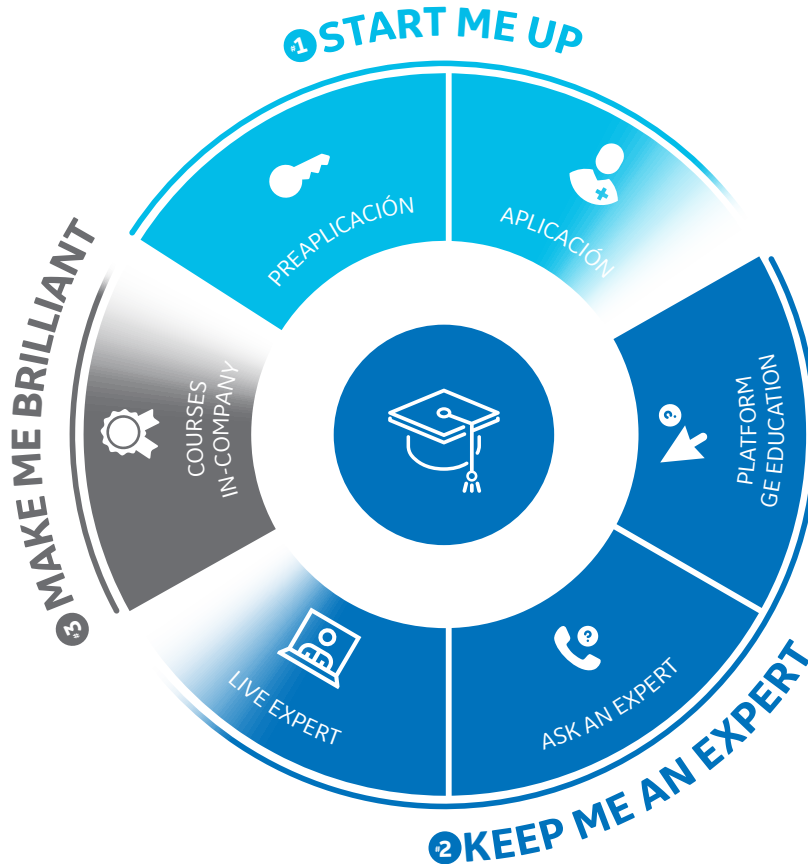 #1 START ME UP
PREAPLICACIÓN
APLICACIÓN
PLATFORM
GE EDUCATION
?
ASK AN EXPERT
?
LIVE EXPERT
#2 KEEP ME AN EXPERT
COURSES
IN-COMPANY
#3 MAKE ME BRILLIANT